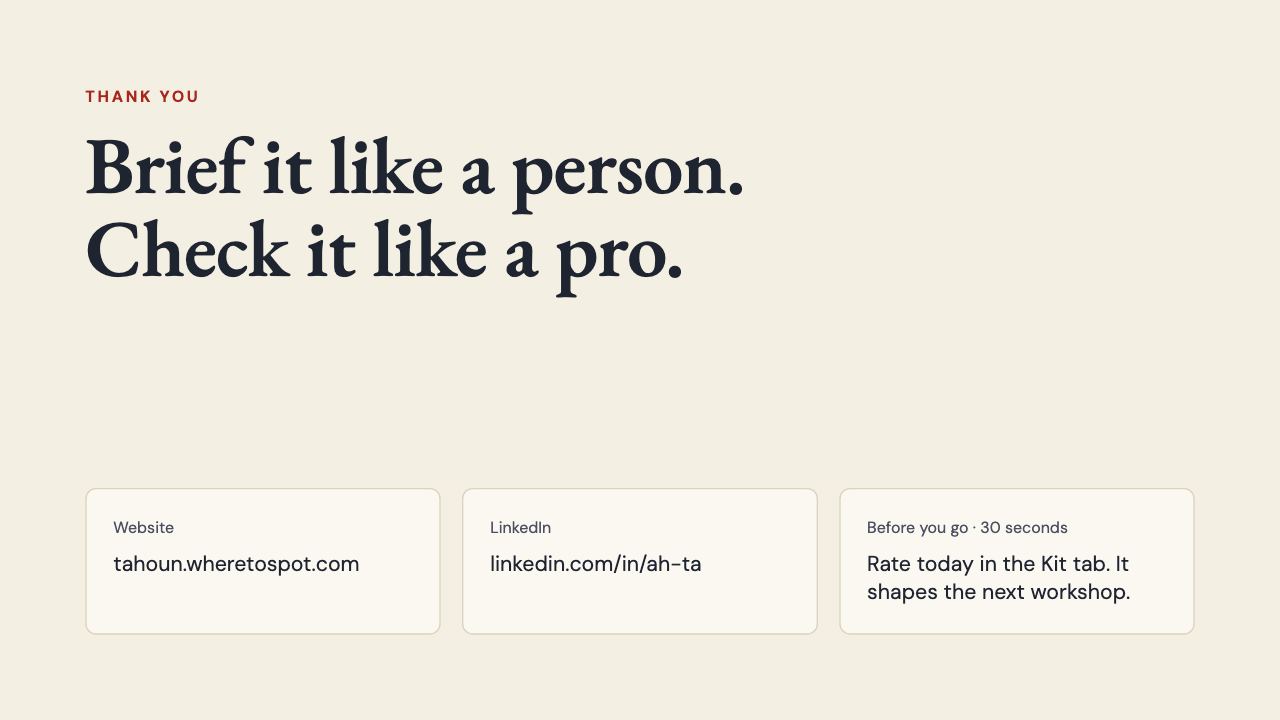 THANK YOU
Brief it like a person.
Check it like a pro.
Website
tahoun.wheretospot.com
LinkedIn
linkedin.com/in/ah-ta
Before you go · 30 seconds
Rate today in the Kit tab. It
shapes the next workshop.